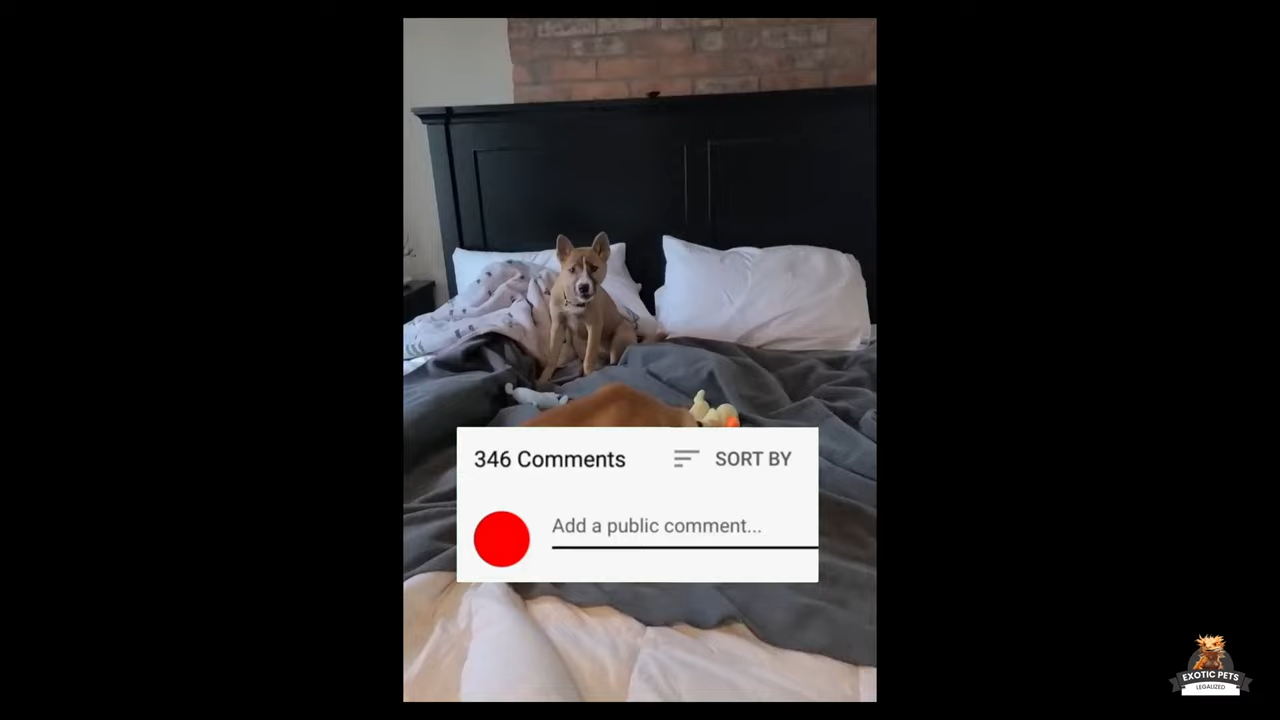 346 Comments
SORT BY
Add a public comment...
EXOTIC PETS
LEGALIZED